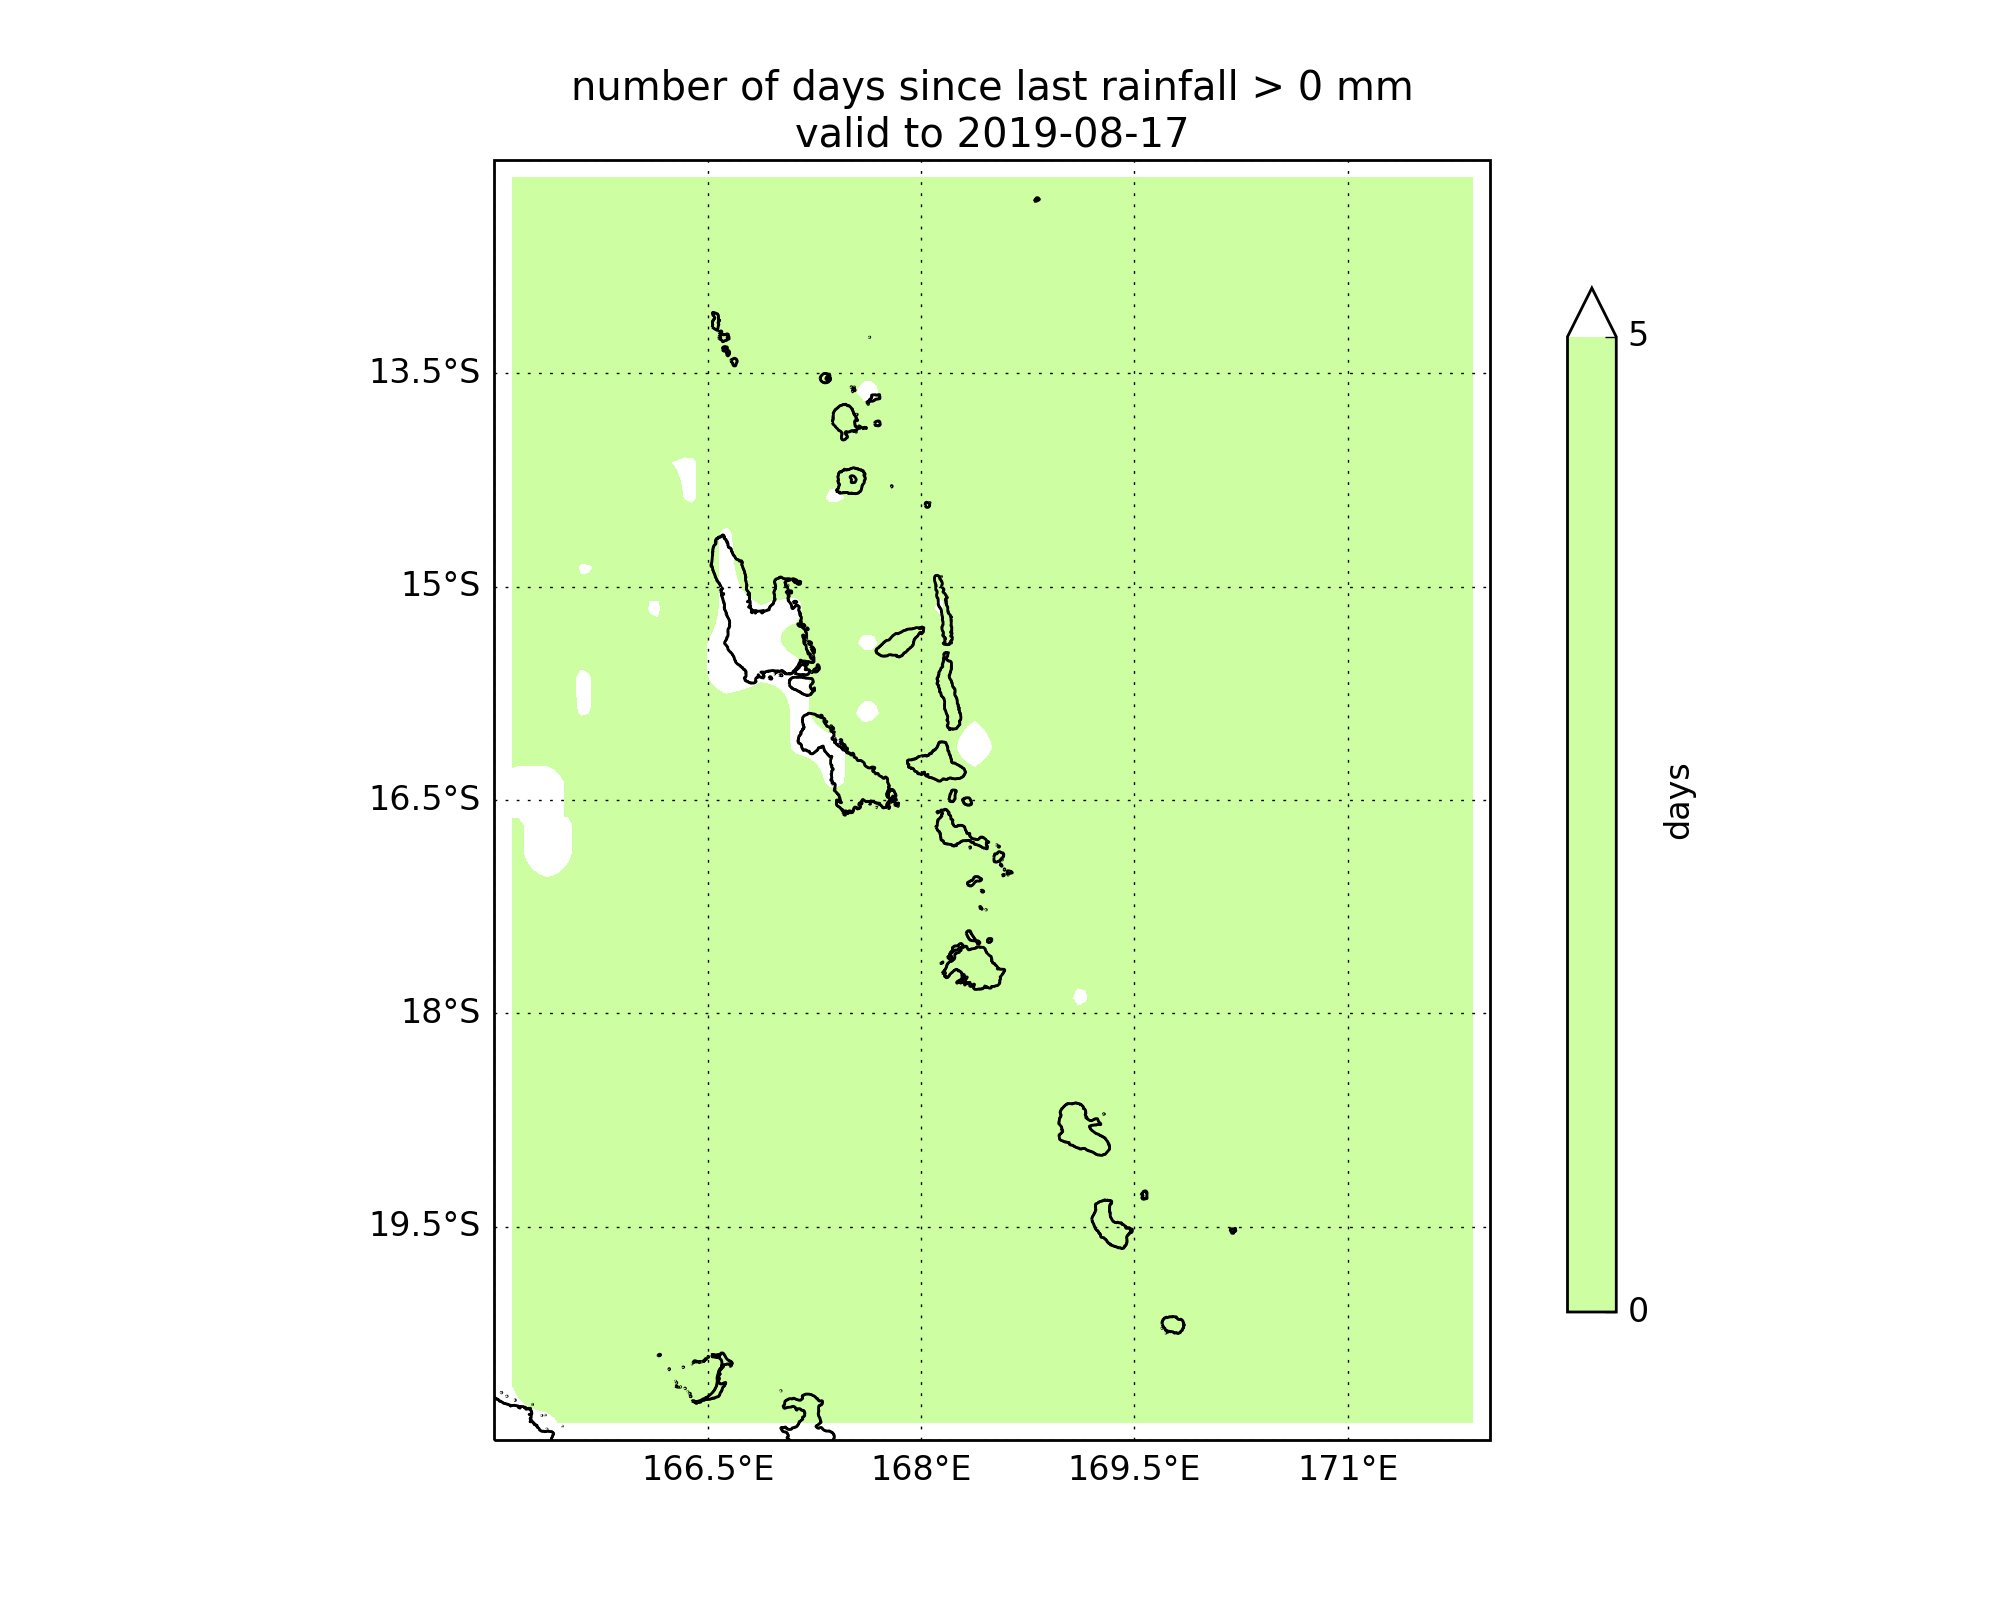 number of days since last rainfall > 0 mm
valid to 2019-08-17
13.5°S
15°S
16.5°S
18°S
19.5°S
166.5°E
168°E
169.5°E
171°E
5
0
days